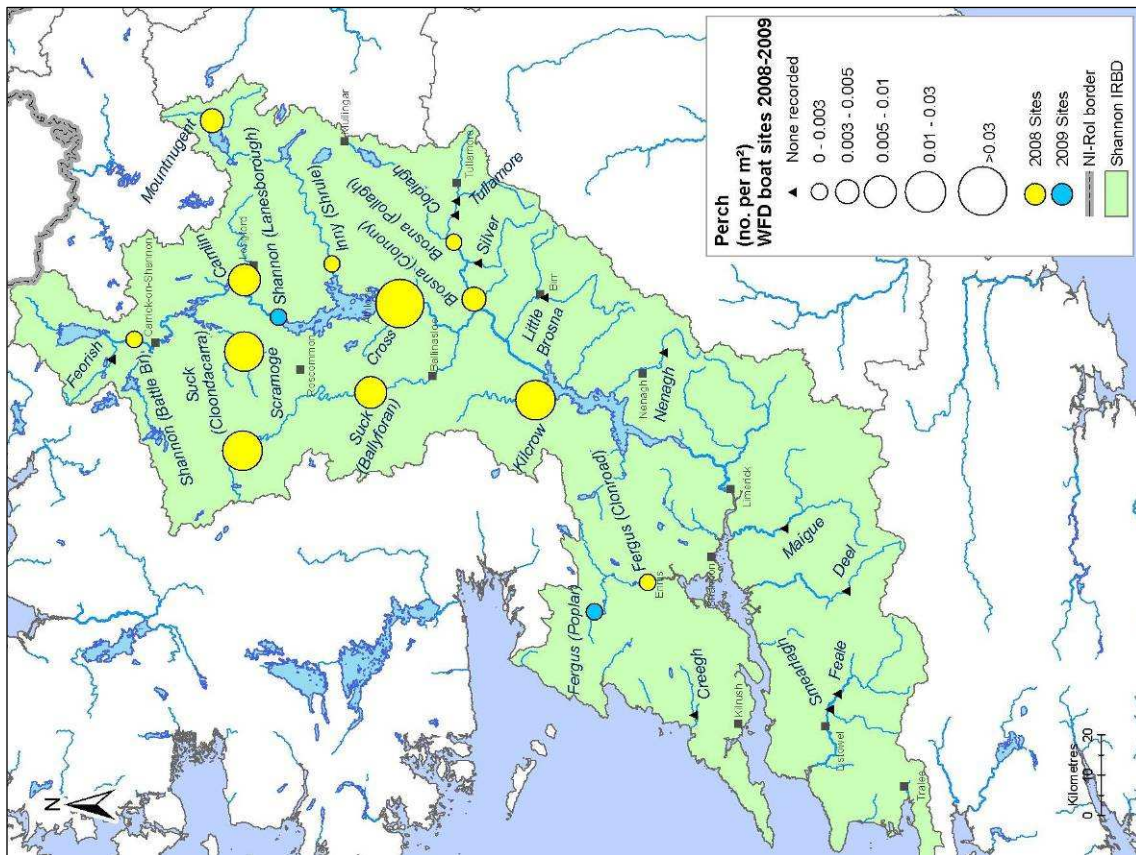 N
Mountnugent
Feorish
Carrick-on-Shannon
Shannon (Battle Br)
Camlin
Longford
Shannon (Lanesborough)
Suck
(Cloondacarra)
Scramoge
Roscommon
Inny (Shrule)
Mullingar
Cross
Suck
(Ballyforan)
Ballinasloe
Clodiagh
Brosna (Pollagh)
Brosna (Clonony)
Tullamore
Tullamore
Silver
Little
Brosna
Birr
Kilcrow
Nenagh
Nenagh
Fergus (Clonroad)
Fergus (Poplar)
Ennis
Shannon
Limerick
Maigue
Deel
Creegh
Kilrush
Smearlagh
Feale
Listowel
Tralee
Kilometres
0 10 20
Perch
(no. per m²)
WFD boat sites 2008-2009
None recorded
0 - 0.003
0.003 - 0.005
0.005 - 0.01
0.01 - 0.03
>0.03
2008 Sites
2009 Sites
NI-RoI border
Shannon IRBD